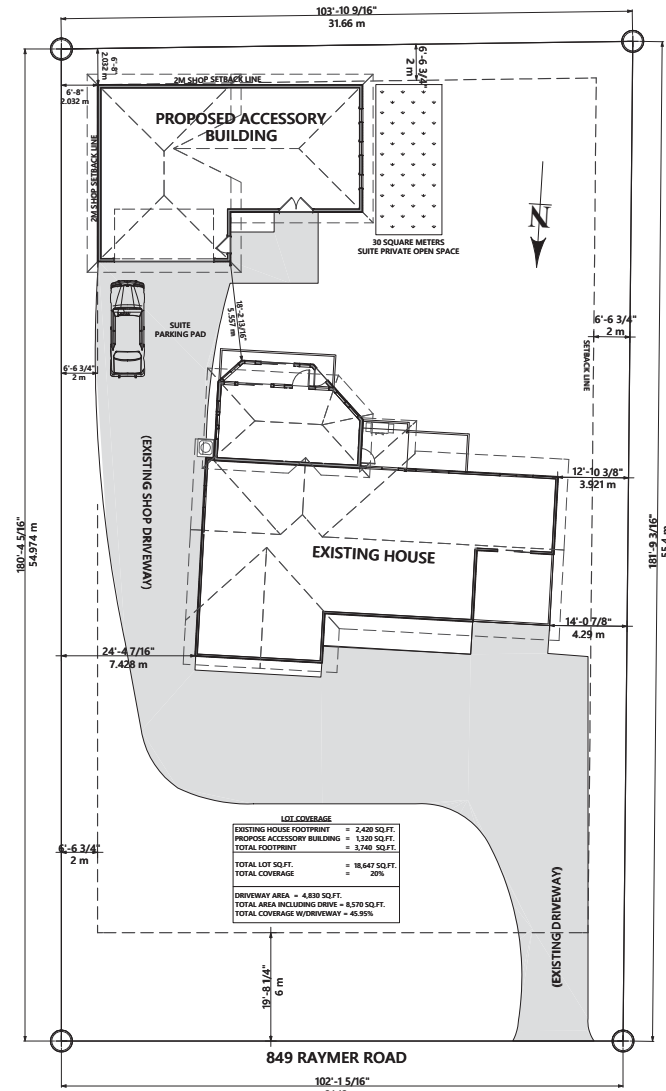 103'-10 9/16"
31.66 m
6'-8"
2.032 m
6'-6 3/4"
2 m
6'-8"
2.032 m
2M SHOP SETBACK LINE
2M SHOP SETBACK LINE
PROPOSED ACCESSORY
BUILDING
30 SQUARE METERS
SUITE PRIVATE OPEN SPACE
N
6'-6 3/4"
2 m
SETBACK LINE
SUITE
PARKING PAD
18'-2 13/16"
5.557 m
6'-6 3/4"
2 m
(EXISTING SHOP DRIVEWAY)
12'-10 3/8"
3.921 m
EXISTING HOUSE
180'-4 5/16"
54.974 m
181'-9 3/16"
55.4 m
14'-0 7/8"
4.29 m
24'-4 7/16"
7.428 m
LOT COVERAGE
EXISTING HOUSE FOOTPRINT = 2,420 SQ.FT.
PROPOSE ACCESSORY BUILDING = 1,320 SQ.FT.
TOTAL FOOTPRINT = 3,740 SQ.FT.
TOTAL LOT SQ.FT. = 18,647 SQ.FT.
TOTAL COVERAGE = 20%
DRIVEWAY AREA = 4,830 SQ.FT.
TOTAL AREA INCLUDING DRIVE = 8,570 SQ.FT.
TOTAL COVERAGE W/DRIVEWAY = 45.95%
6'-6 3/4"
2 m
(EXISTING DRIVEWAY)
19'-8 1/4"
6 m
849 RAYMER ROAD
102'-1 5/16"